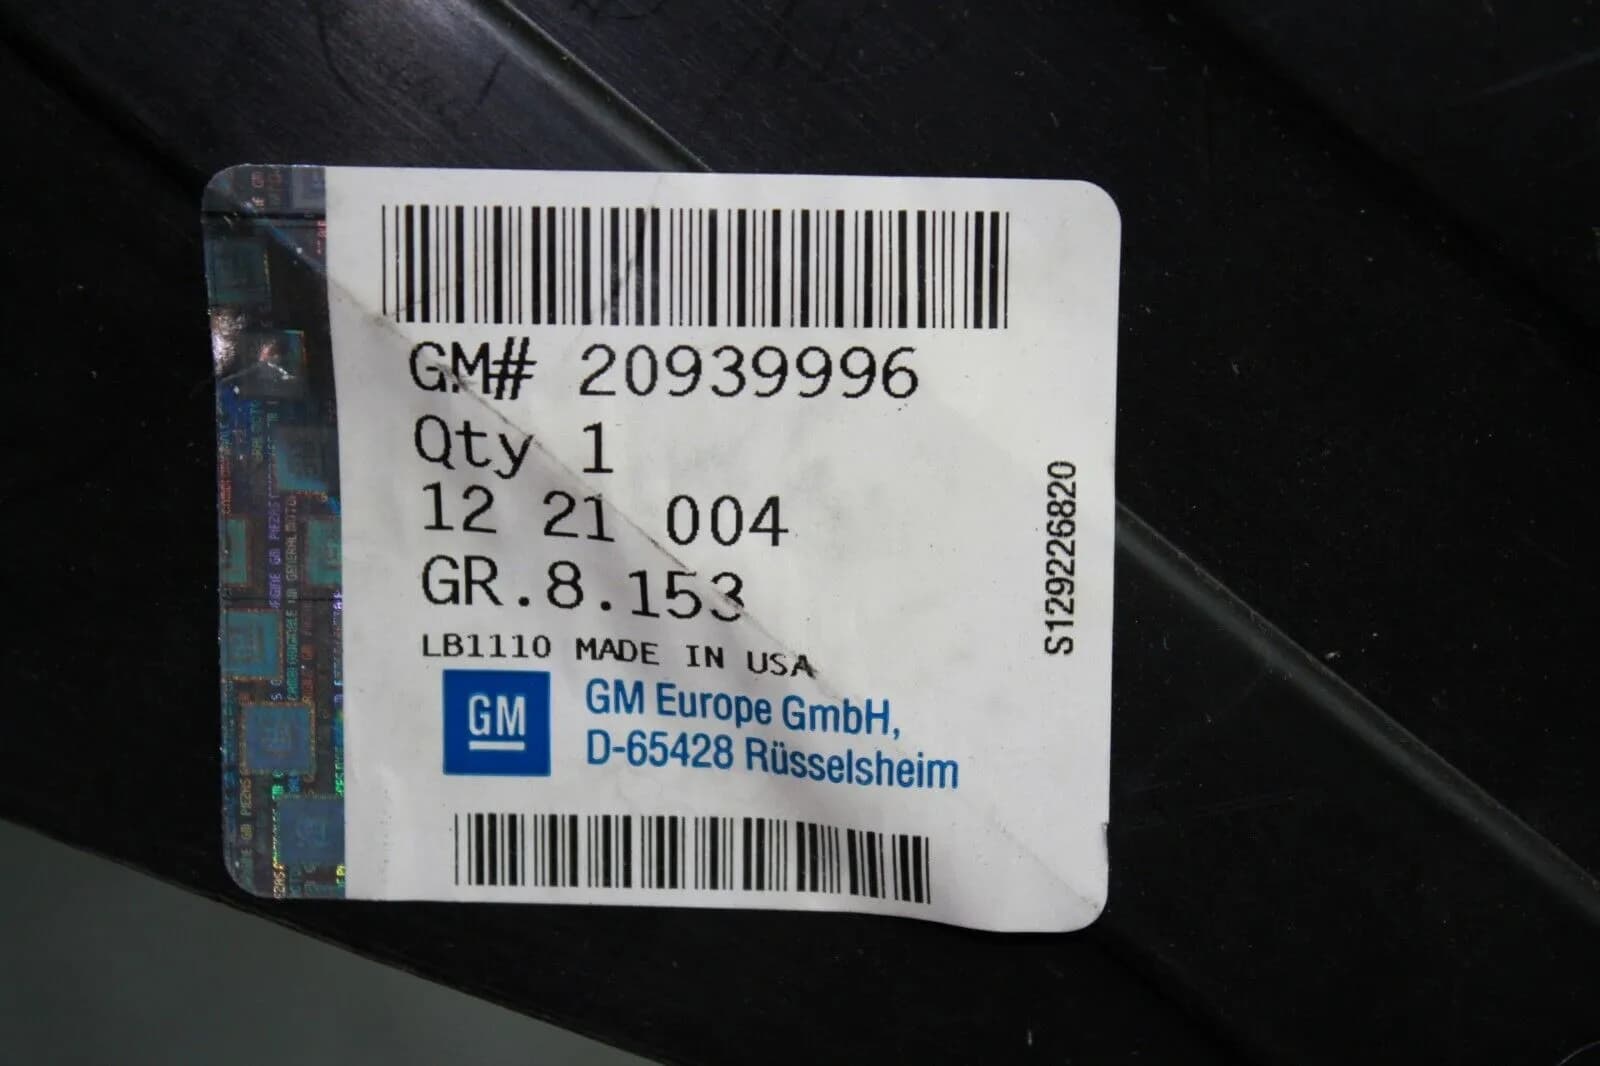 GM# 20939996
Qty 1
12 21 004
GR.8.153
LB1110 MADE IN USA
GM
GM Europe GmbH,
D-65428 Rüsselsheim
S129226820